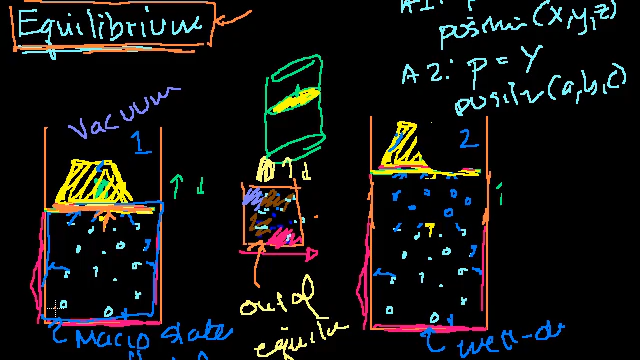 Equilibrium
A1: p
position (x,y,z)
A2: p = y
position (a,b,c)
Vacuum
1
2
↑ d
↑ d
out of
equilib
Macro state
well-de